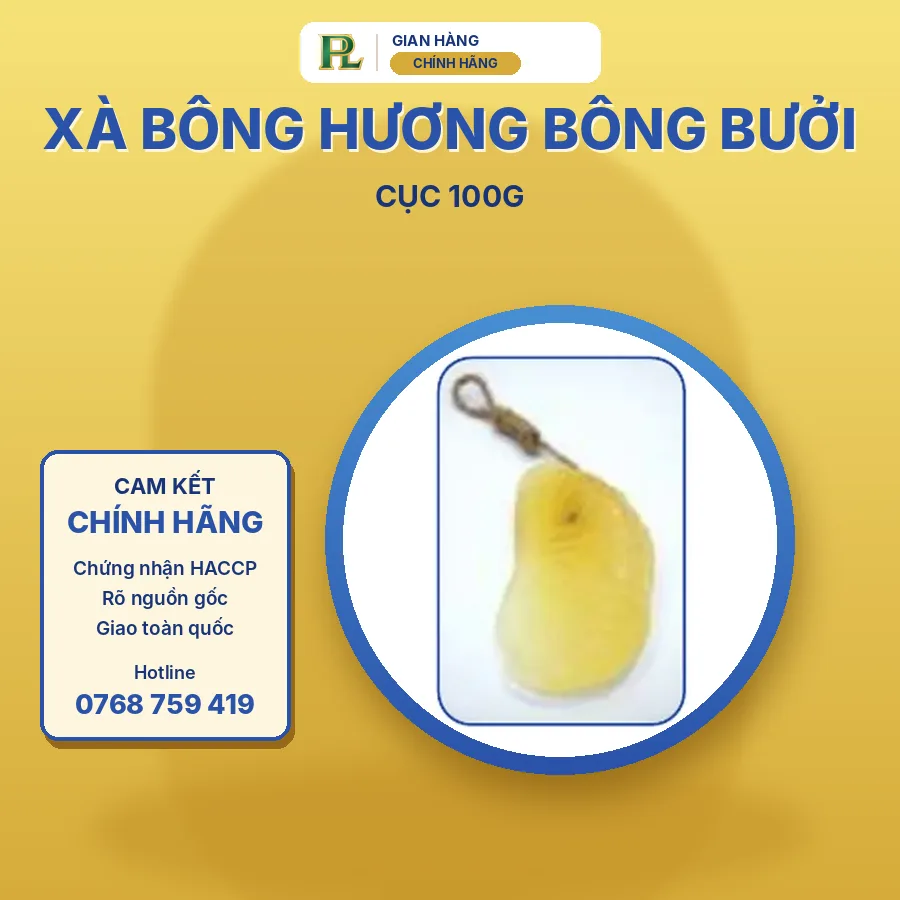 PL
GIAN HÀNG
CHÍNH HÃNG
XÀ BÔNG HƯƠNG BÔNG BƯỞI
CỤC 100G
CAM KẾT
CHÍNH HÃNG
Chứng nhận HACCP
Rõ nguồn gốc
Giao toàn quốc
Hotline
0768 759 419